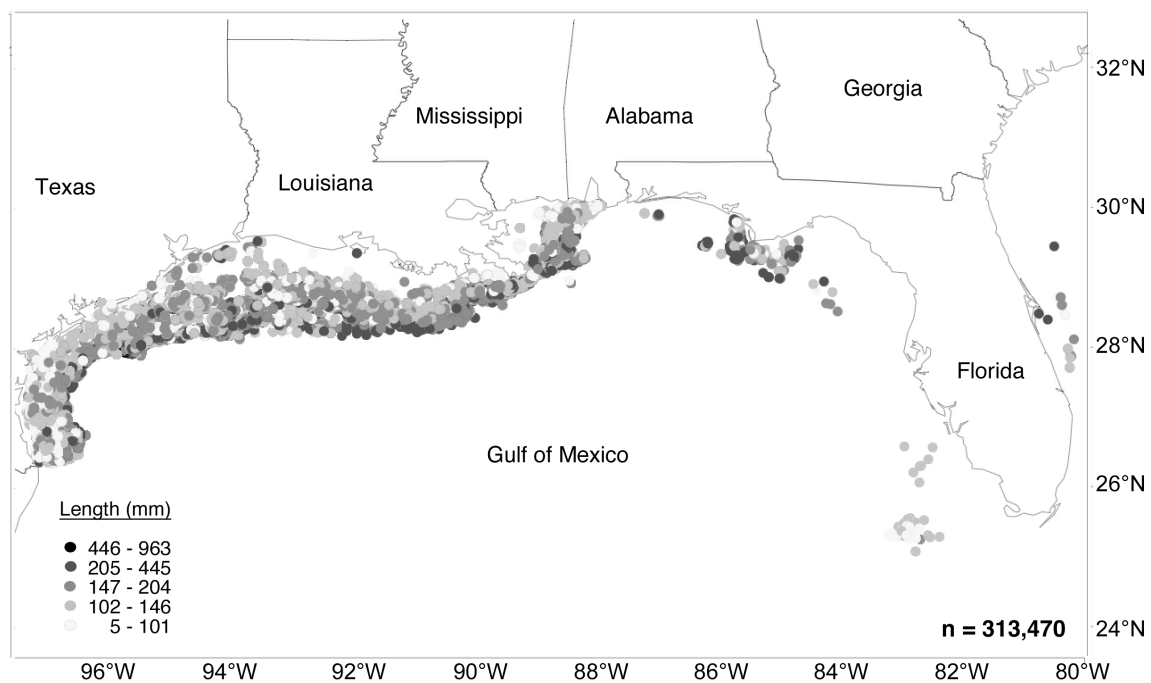 32°N
Georgia
Mississippi
Alabama
Louisiana
Texas
30°N
28°N
Florida
Gulf of Mexico
26°N
Length (mm)
446 - 963
205 - 445
147 - 204
102 - 146
5 - 101
n = 313,470
24°N
96°W 94°W 92°W 90°W 88°W 86°W 84°W 82°W 80°W